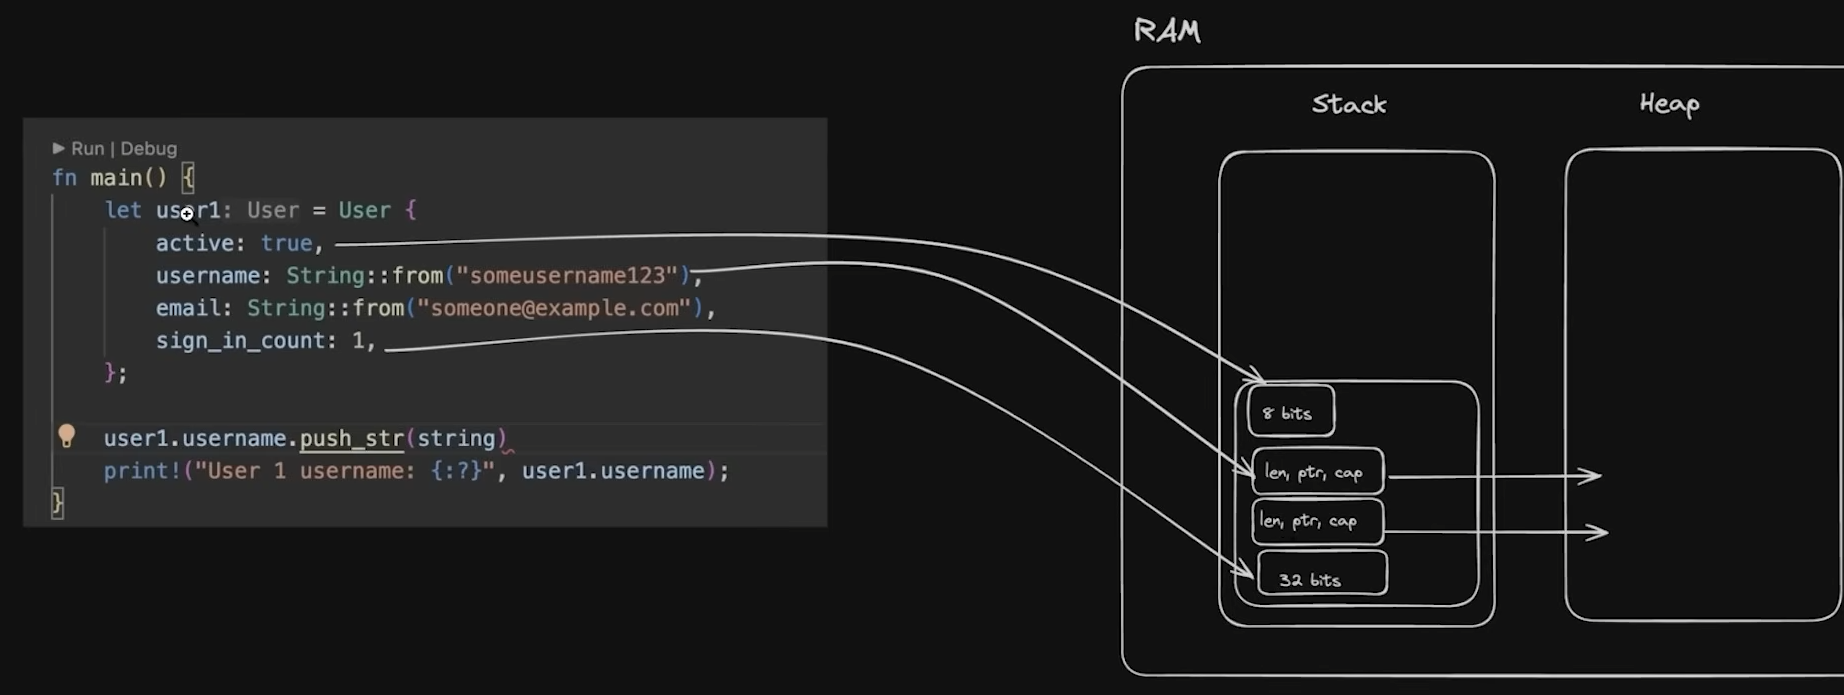 RAM
Stack
Heap
Run | Debug
fn main() {
let user1: User = User {
active: true,
username: String::from("someusername123"),
email: String::from("someone@example.com"),
sign_in_count: 1,
};
user1.username.push_str(string)
print!("User 1 username: {:?}", user1.username);
}
8 bits
len, ptr, cap
len, ptr, cap
32 bits